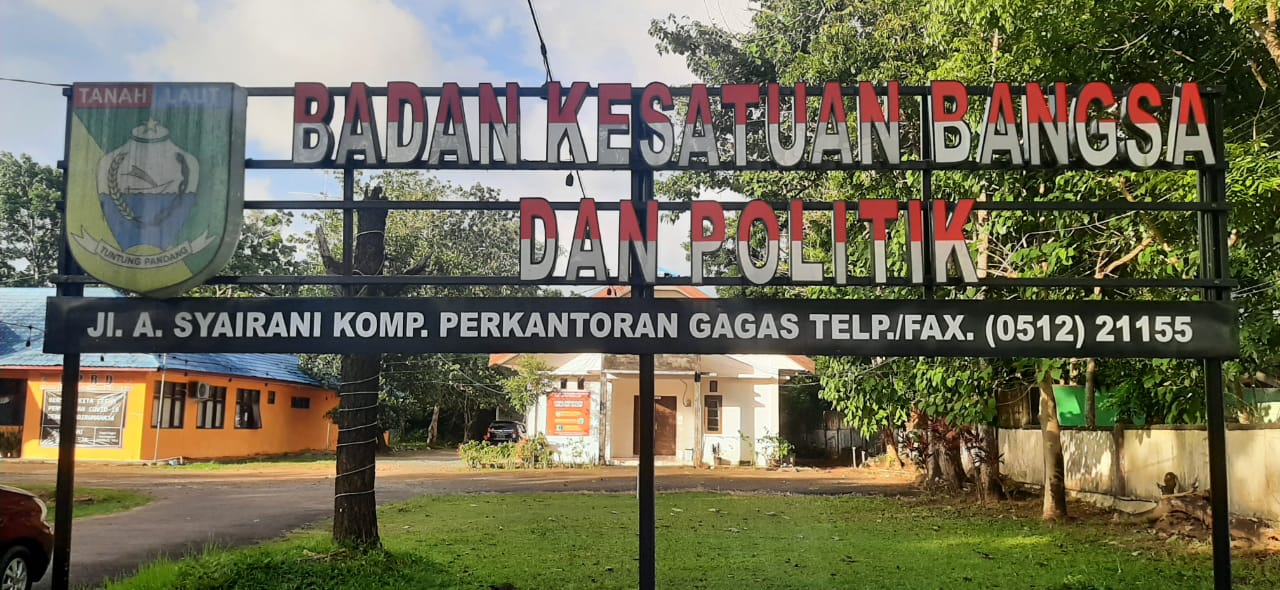 TANAH LAUT
TUNTUNG PANDANG
BADAN KESATUAN BANGSA
DAN POLITIK
Jl. A. SYAIRANI KOMP. PERKANTORAN GAGAS TELP./FAX. (0512) 21155